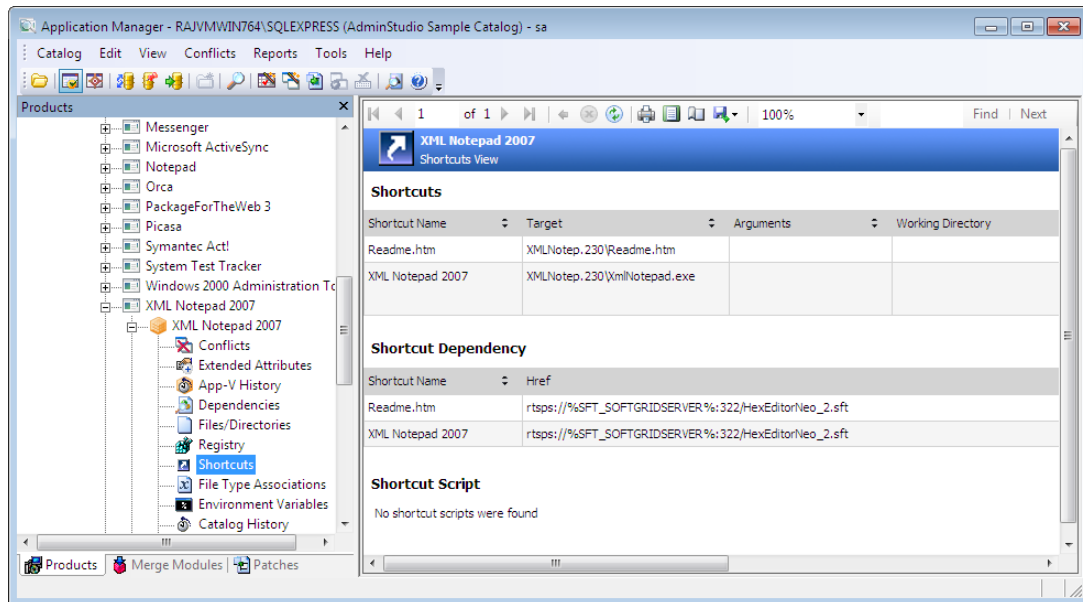 Application Manager - RAJVMWIN764\SQLEXPRESS (AdminStudio Sample Catalog) - sa
Catalog Edit View Conflicts Reports Tools Help
Products
Messenger
Microsoft ActiveSync
Notepad
Orca
PackageForTheWeb 3
Picasa
Symantec Act!
System Test Tracker
Windows 2000 Administration To
XML Notepad 2007
XML Notepad 2007
Conflicts
Extended Attributes
App-V History
Dependencies
Files/Directories
Registry
Shortcuts
File Type Associations
Environment Variables
Catalog History
Products Merge Modules Patches
1 of 1 100% Find | Next
XML Notepad 2007
Shortcuts View
Shortcuts
Shortcut Name Target Arguments Working Directory
Readme.htm XMLNotep.230\Readme.htm
XML Notepad 2007 XMLNotep.230\XmlNotepad.exe
Shortcut Dependency
Shortcut Name Href
Readme.htm rtsps://%SFT_SOFTGRIDSERVER%:322/HexEditorNeo_2.sft
XML Notepad 2007 rtsps://%SFT_SOFTGRIDSERVER%:322/HexEditorNeo_2.sft
Shortcut Script
No shortcut scripts were found